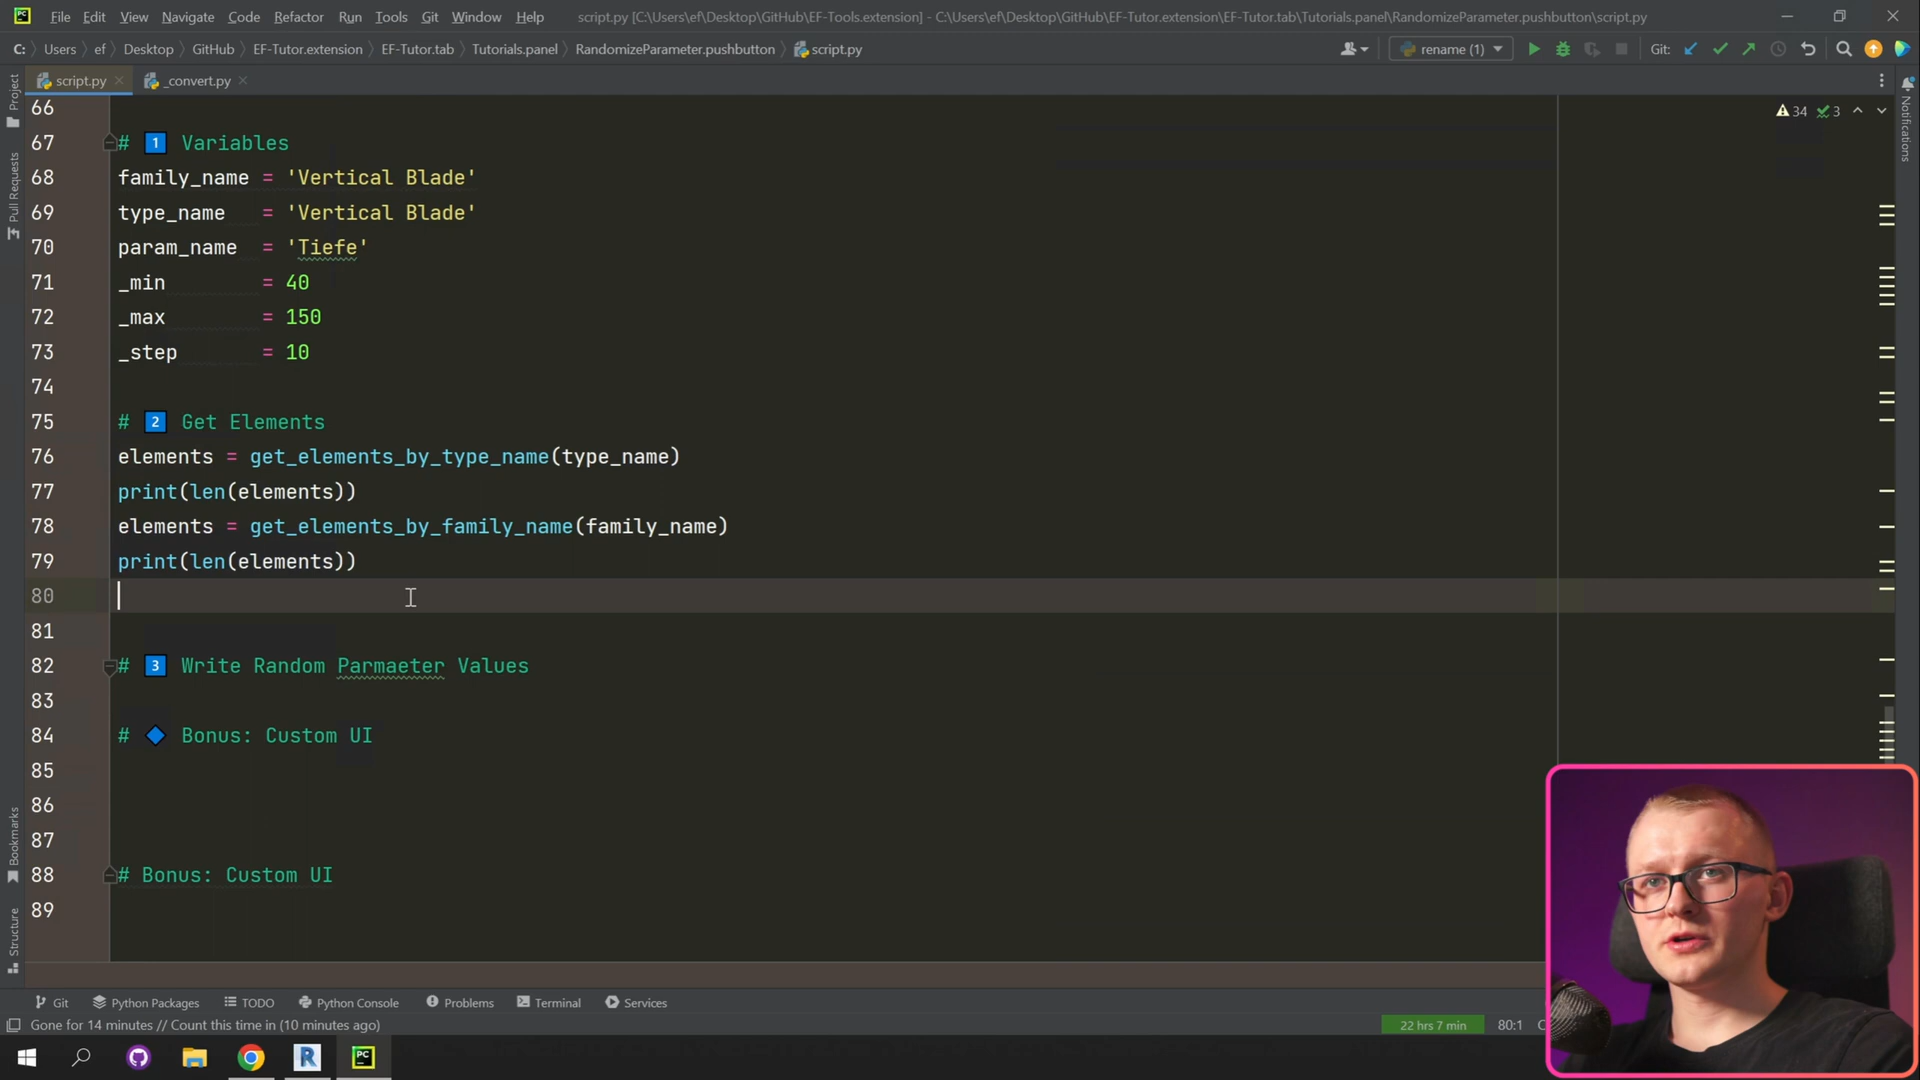 PC File Edit View Navigate Code Refactor Run Tools Git Window Help script.py [C:\Users\ef\Desktop\GitHub\EF-Tools.extension] - C:\Users\ef\Desktop\GitHub\EF-Tutor.extension\EF-Tutor.tab\Tutorials.panel\RandomizeParameter.pushbutton\script.py
C: Users ef Desktop GitHub EF-Tutor.extension EF-Tutor.tab Tutorials.panel RandomizeParameter.pushbutton script.py rename (1) Git:
script.py _convert.py
Project
Pull Requests
Bookmarks
Structure
Notifications
34 3
66
67 # 1 Variables
68 family_name = 'Vertical Blade'
69 type_name = 'Vertical Blade'
70 param_name = 'Tiefe'
71 _min = 40
72 _max = 150
73 _step = 10
74
75 # 2 Get Elements
76 elements = get_elements_by_type_name(type_name)
77 print(len(elements))
78 elements = get_elements_by_family_name(family_name)
79 print(len(elements))
80
81
82 # 3 Write Random Parmaeter Values
83
84 # Bonus: Custom UI
85
86
87
88 # Bonus: Custom UI
89
Git Python Packages TODO Python Console Problems Terminal Services
Gone for 14 minutes // Count this time in (10 minutes ago) 22 hrs 7 min 80:1
R PC